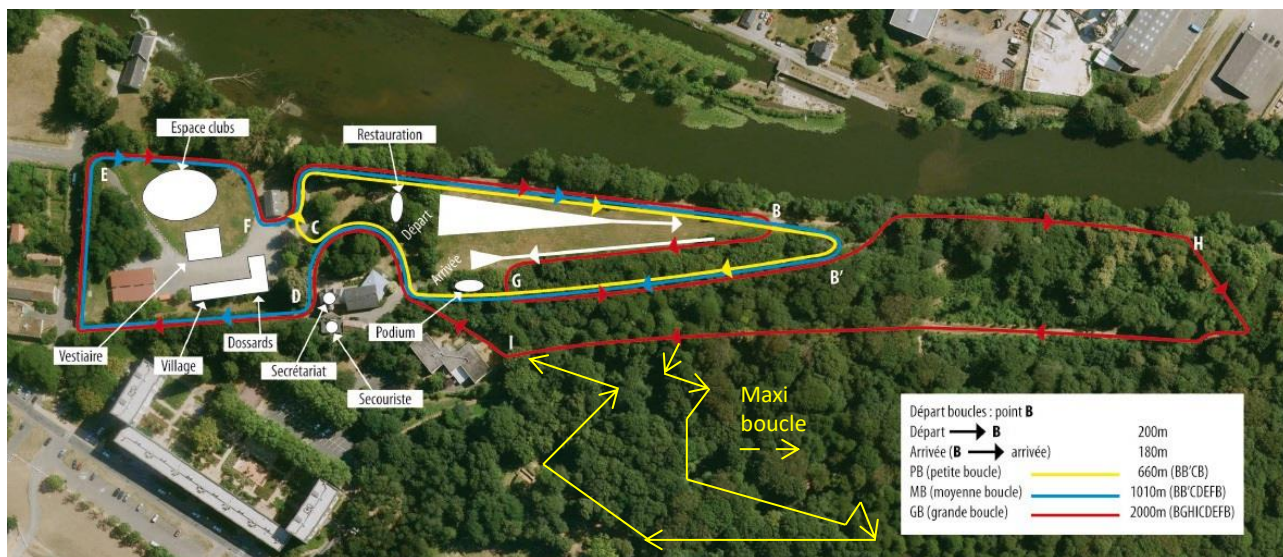 Espace clubs
Restauration
E
F
C
Départ
B
H
Arrivée
G
B'
D
Podium
I
Vestiaire
Village
Dossards
Secrétariat
Secouriste
Maxi
boucle
Départ boucles : point B
Départ → B 200m
Arrivée (B → arrivée) 180m
PB (petite boucle) 660m (BB'CB)
MB (moyenne boucle) 1010m (BB'CDEFB)
GB (grande boucle) 2000m (BGHICDEFB)